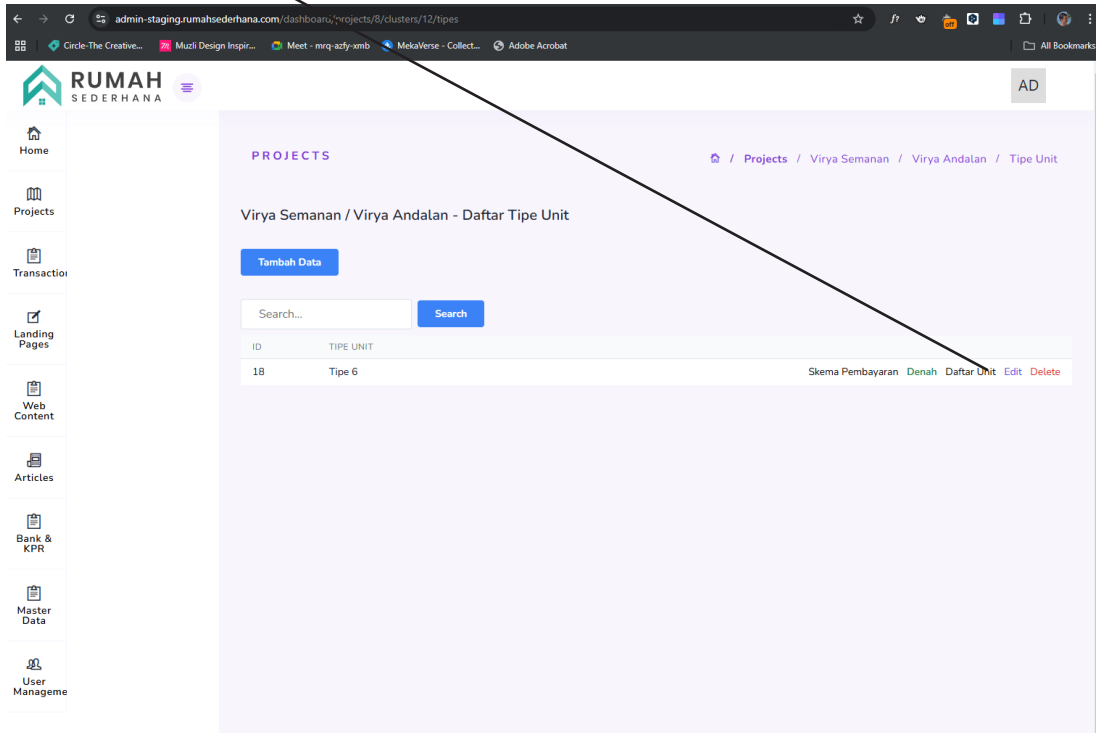 admin-staging.rumahsederhana.com/dashboard/projects/8/clusters/12/tipes
f?
off
Circle-The Creative...
Muzli Design Inspir...
Meet - mrq-azfy-xmb
MekaVerse - Collect...
Adobe Acrobat
All Bookmarks
RUMAH
SEDERHANA
AD
Home
Projects
Transaction
Landing
Pages
Web
Content
Articles
Bank &
KPR
Master
Data
User
Manageme
PROJECTS
/ Projects / Virya Semanan / Virya Andalan / Tipe Unit
Virya Semanan / Virya Andalan - Daftar Tipe Unit
Tambah Data
Search...
Search
ID TIPE UNIT
18 Tipe 6 Skema Pembayaran Denah Daftar Unit Edit Delete